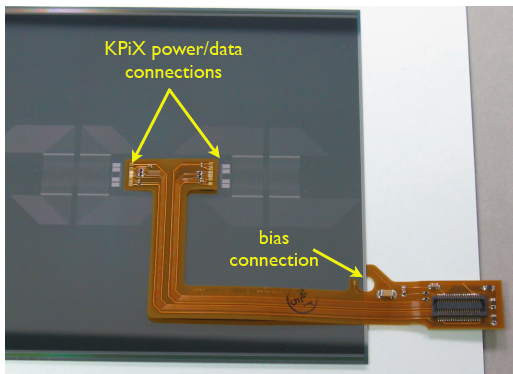 KPiX power/data
connections
bias
connection